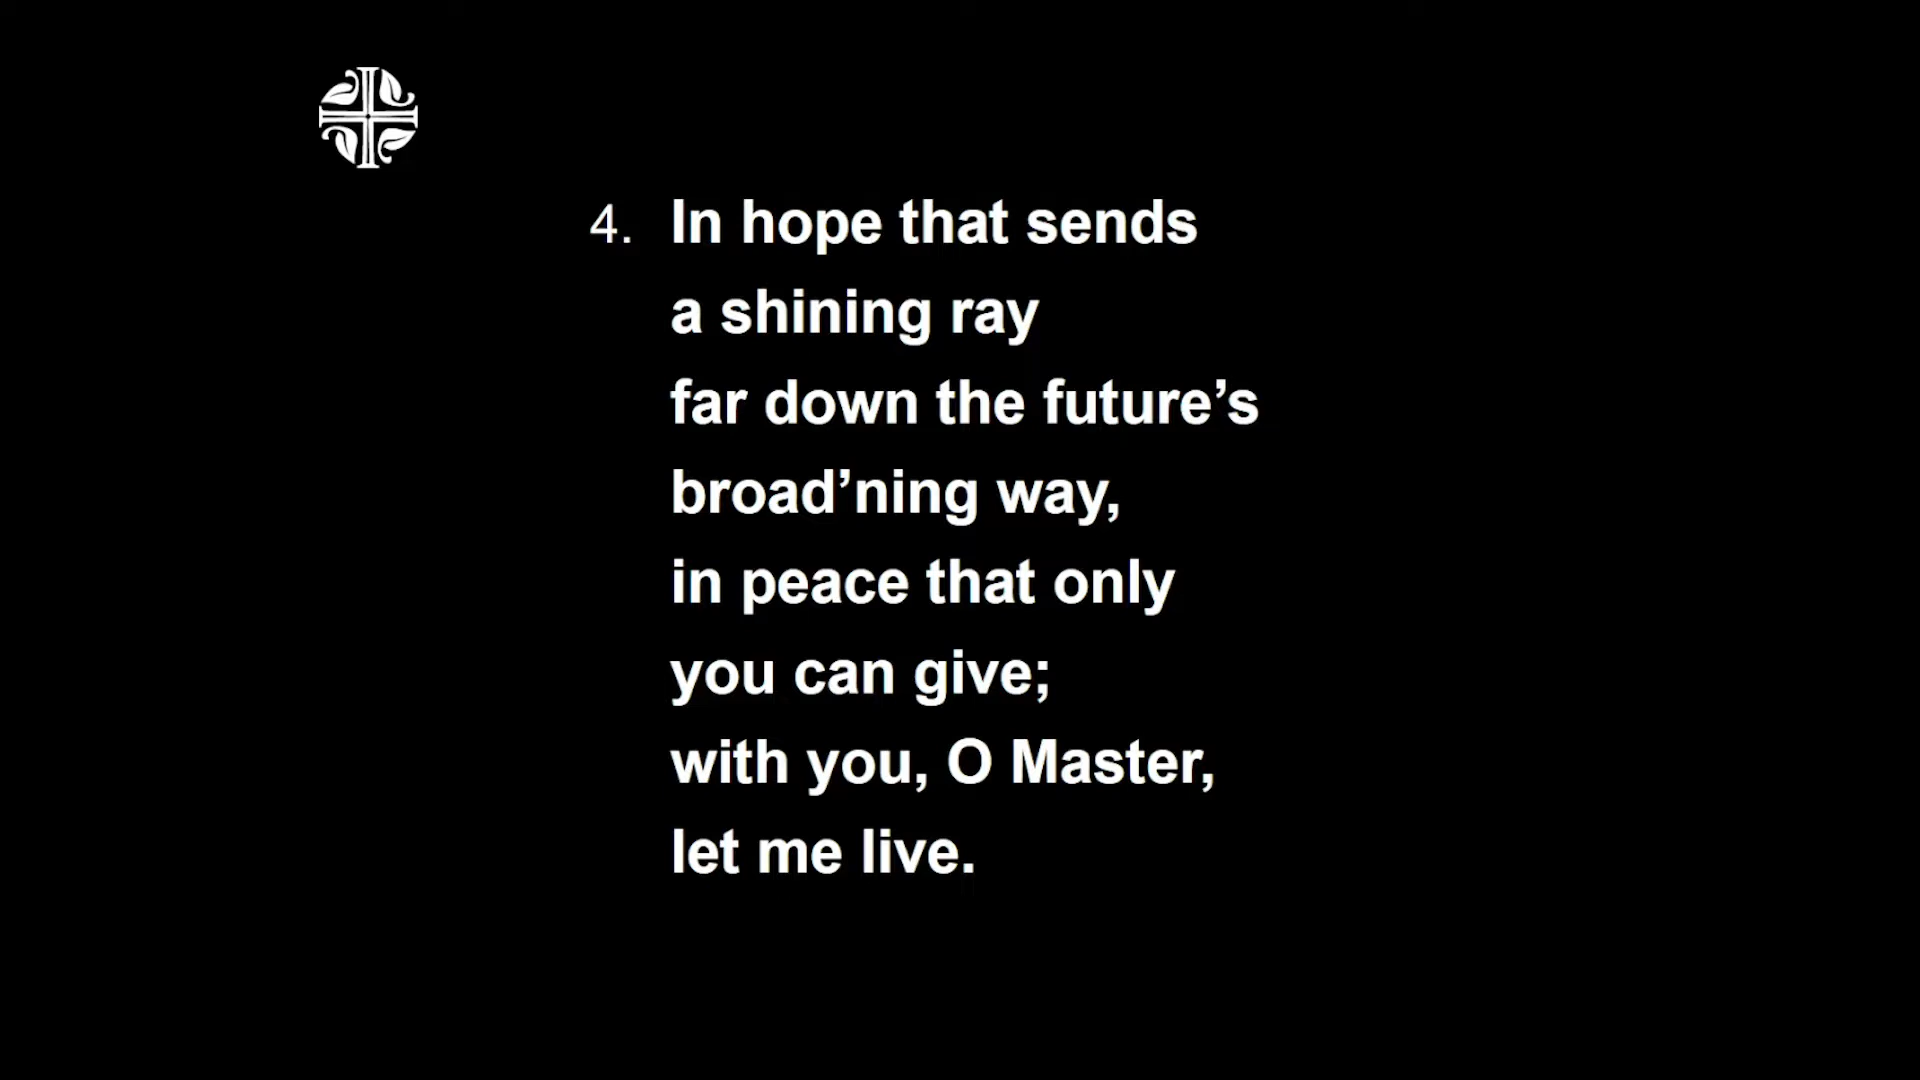 4. In hope that sends
a shining ray
far down the future’s
broad’ning way,
in peace that only
you can give;
with you, O Master,
let me live.